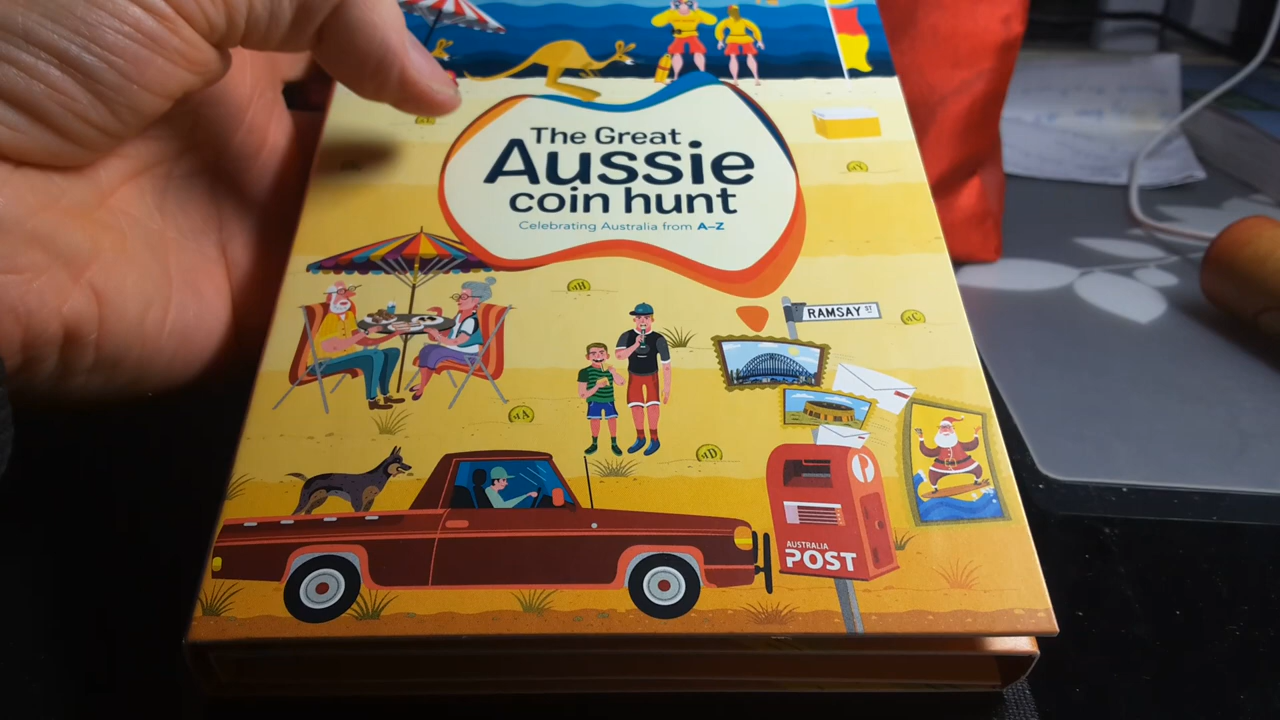 The Great
Aussie
coin hunt
Celebrating Australia from A–Z
H
RAMSAY ST
C
A
D
AUSTRALIA
POST